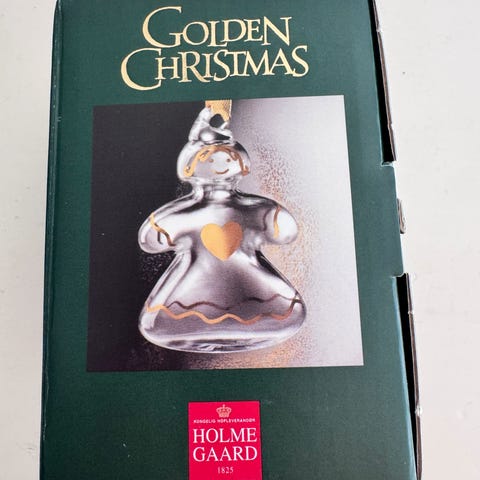 GOLDEN
CHRISTMAS
KONGELIG HOFLEVERANDØR
HOLME
GAARD
1825